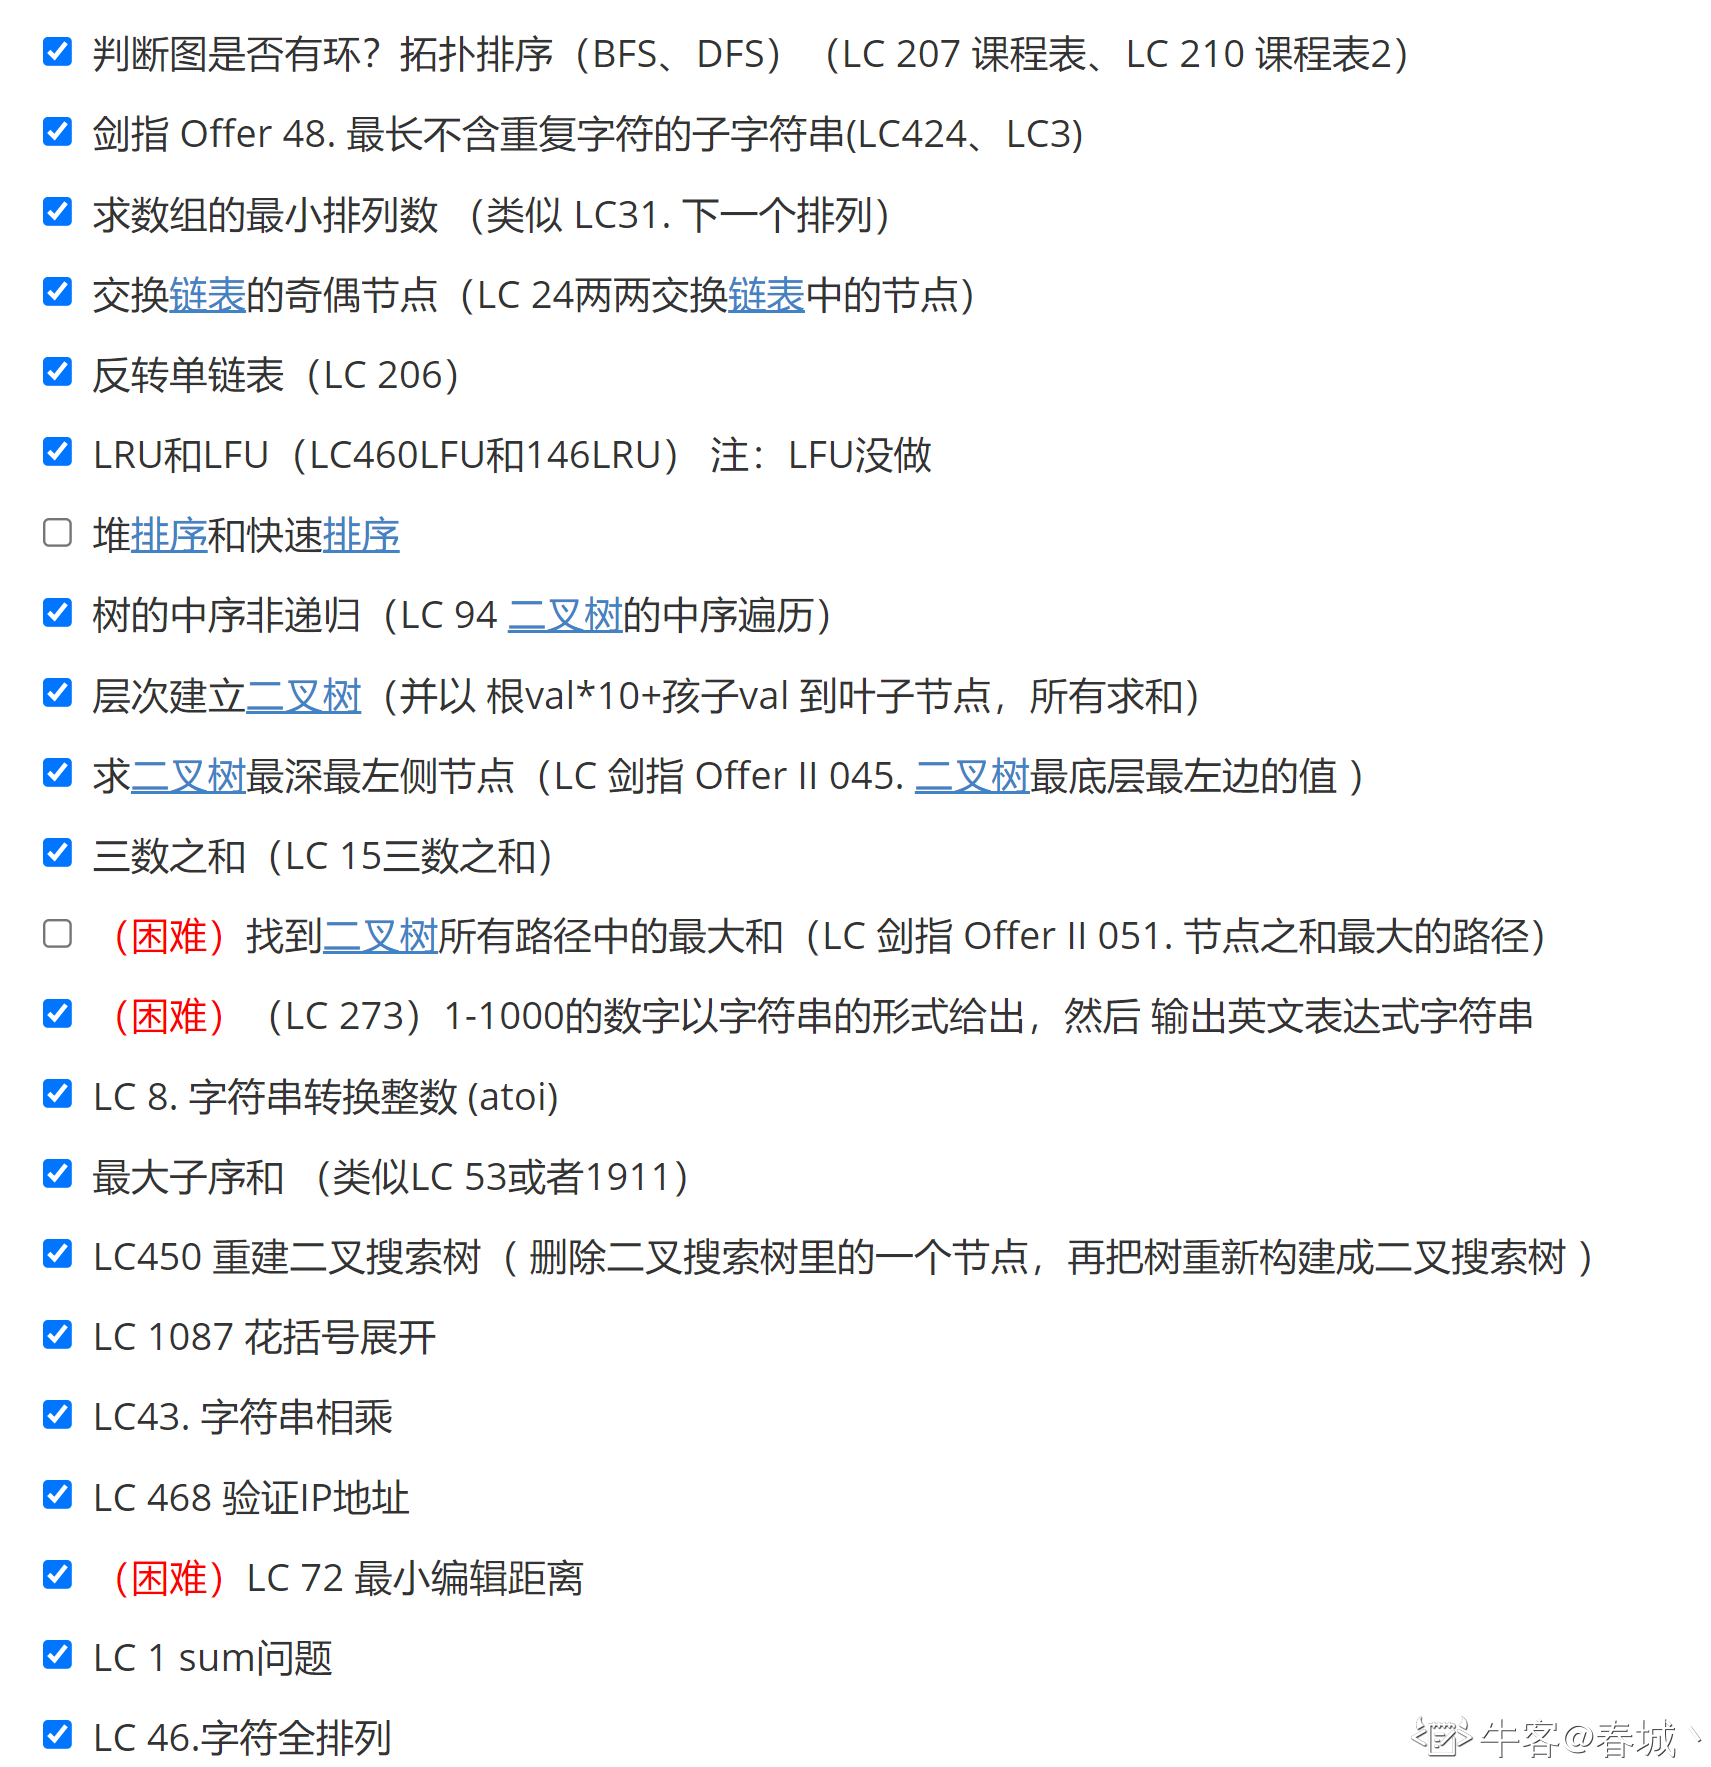 判断图是否有环？拓扑排序（BFS、DFS）（LC 207 课程表、LC 210 课程表2）
剑指 Offer 48. 最长不含重复字符的子字符串(LC424、LC3)
求数组的最小排列数 （类似 LC31. 下一个排列）
交换链表的奇偶节点（LC 24两两交换链表中的节点）
反转单链表（LC 206）
LRU和LFU（LC460LFU和146LRU） 注：LFU没做
堆排序和快速排序
树的中序非递归（LC 94 二叉树的中序遍历）
层次建立二叉树（并以 根val*10+孩子val 到叶子节点，所有求和）
求二叉树最深最左侧节点（LC 剑指 Offer II 045. 二叉树最底层最左边的值 ）
三数之和（LC 15三数之和）
（困难）找到二叉树所有路径中的最大和（LC 剑指 Offer II 051. 节点之和最大的路径）
（困难）（LC 273）1-1000的数字以字符串的形式给出，然后 输出英文表达式字符串
LC 8. 字符串转换整数 (atoi)
最大子序和 （类似LC 53或者1911）
LC450 重建二叉搜索树（ 删除二叉搜索树里的一个节点，再把树重新构建成二叉搜索树 ）
LC 1087 花括号展开
LC43. 字符串相乘
LC 468 验证IP地址
（困难）LC 72 最小编辑距离
LC 1 sum问题
LC 46.字符全排列
牛客@春城丶